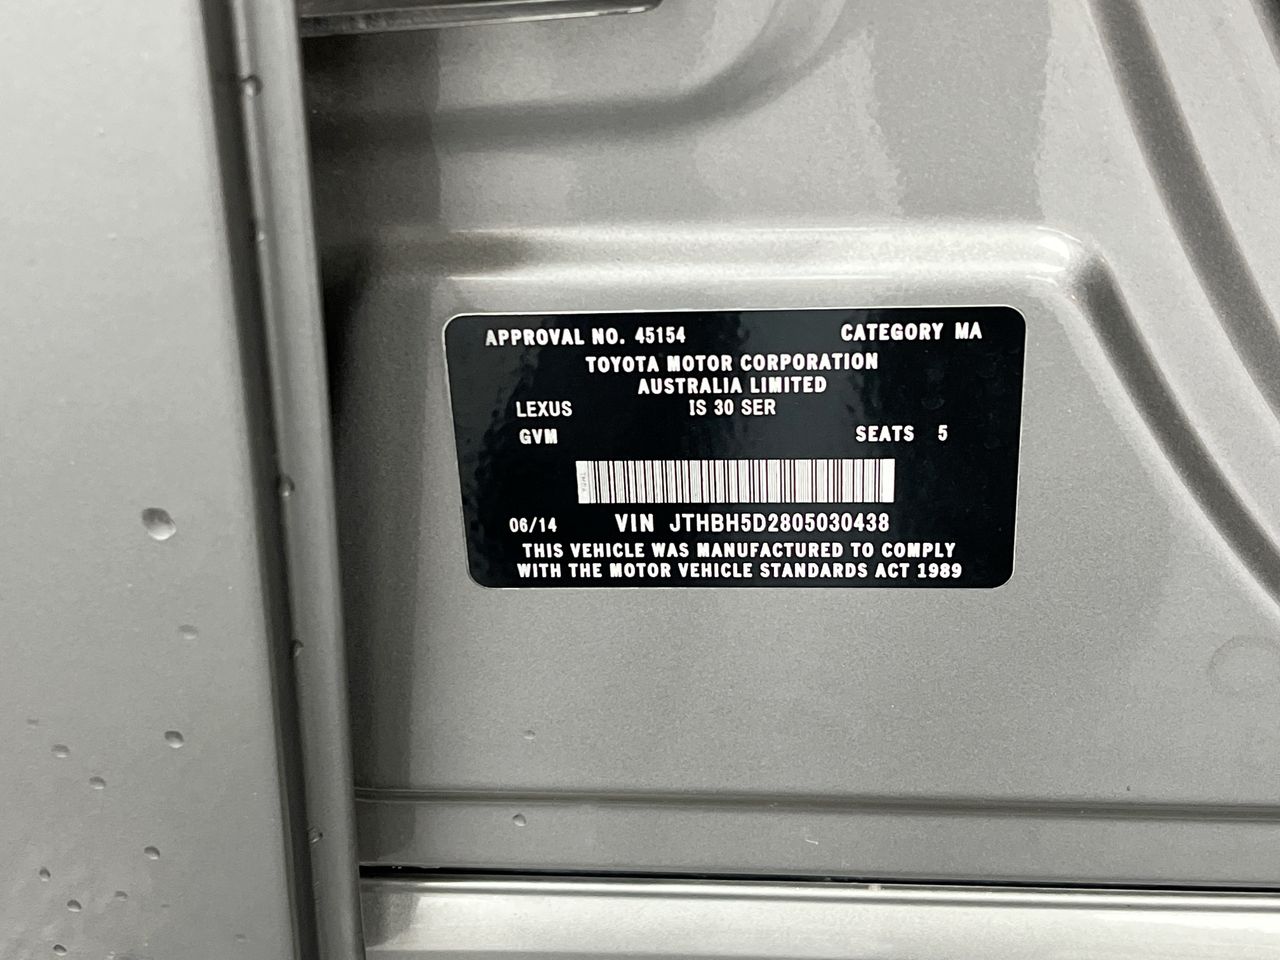 APPROVAL NO. 45154 CATEGORY MA
TOYOTA MOTOR CORPORATION
AUSTRALIA LIMITED
LEXUS IS 30 SER
GVM SEATS 5
06/14 VIN JTHBH5D2805030438
THIS VEHICLE WAS MANUFACTURED TO COMPLY
WITH THE MOTOR VEHICLE STANDARDS ACT 1989